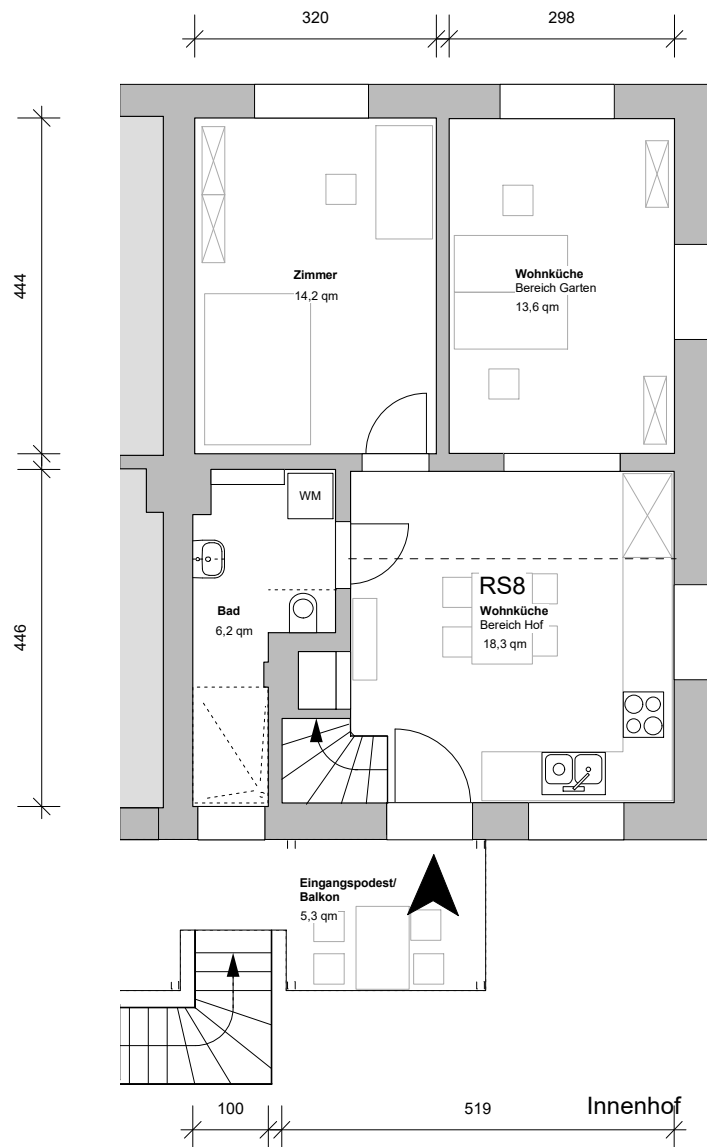 320
298
444
Zimmer
14,2 qm
Wohnküche
Bereich Garten
13,6 qm
446
WM
Bad
6,2 qm
RS8
Wohnküche
Bereich Hof
18,3 qm
Eingangspodest/
Balkon
5,3 qm
Innenhof
100
519